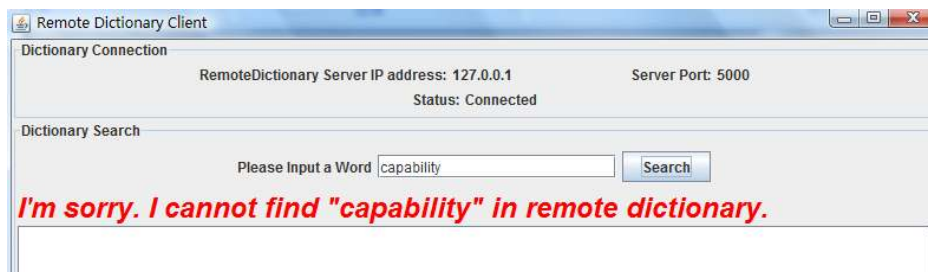 Remote Dictionary Client
Dictionary Connection
RemoteDictionary Server IP address: 127.0.0.1 Server Port: 5000
Status: Connected
Dictionary Search
Please Input a Word capability Search
I'm sorry. I cannot find "capability" in remote dictionary.